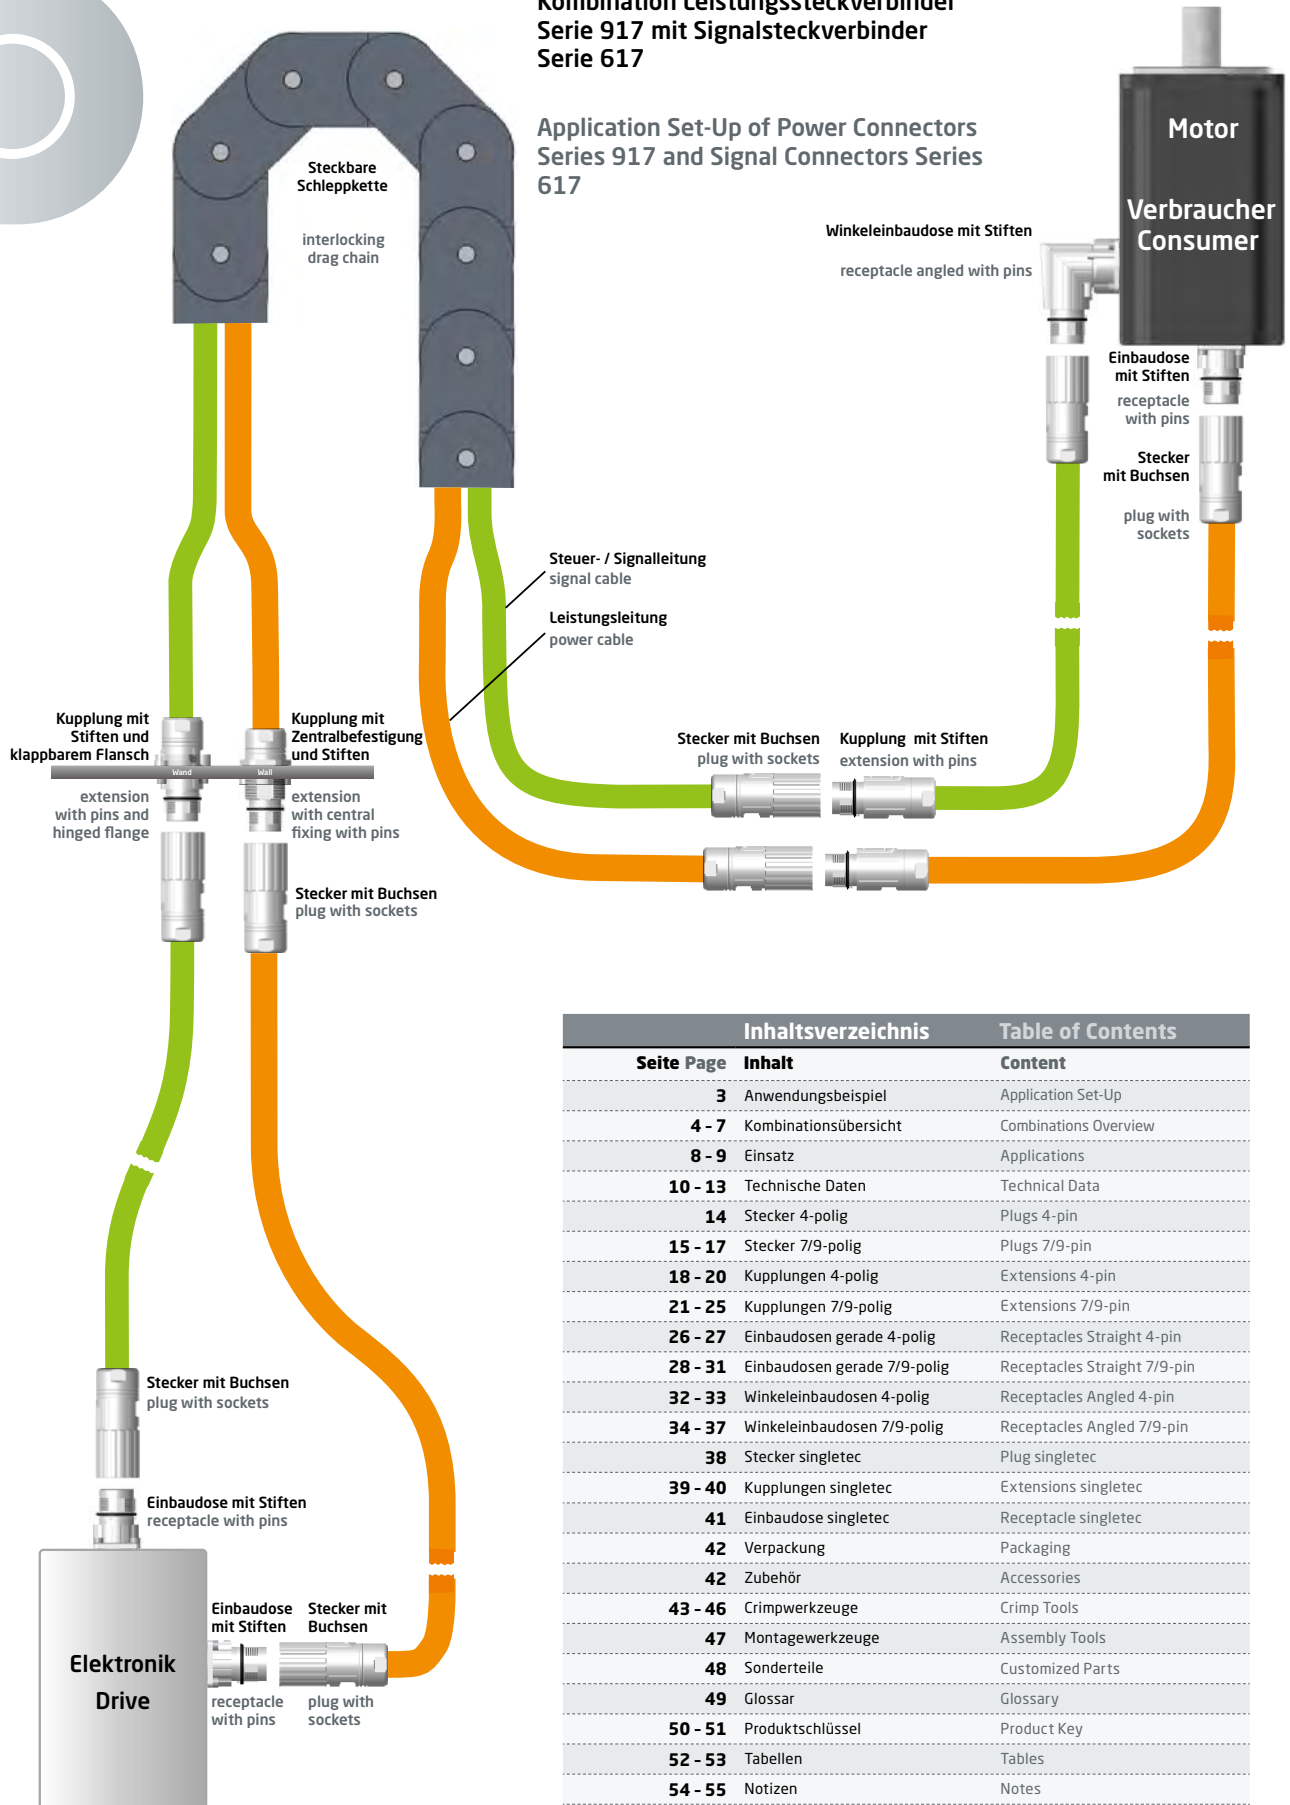 Kombination Leistungssteckverbinder
Serie 917 mit Signalsteckverbinder
Serie 617
Application Set-Up of Power Connectors
Series 917 and Signal Connectors Series
617
Motor
Verbraucher
Consumer
Steckbare
Schleppkette
interlocking
drag chain
Winkeleinbaudose mit Stiften
receptacle angled with pins
Einbaudose
mit Stiften
receptacle
with pins
Stecker
mit Buchsen
plug with
sockets
Steuer- / Signalleitung
signal cable
Leistungsleitung
power cable
Kupplung mit
Stiften und
klappbarem Flansch
Wand
extension
with pins and
hinged flange
Kupplung mit
Zentralbefestigung
und Stiften
Wall
extension
with central
fixing with pins
Stecker mit Buchsen
plug with sockets
Kupplung mit Stiften
extension with pins
Stecker mit Buchsen
plug with sockets
Stecker mit Buchsen
plug with sockets
Einbaudose mit Stiften
receptacle with pins
Einbaudose
mit Stiften
receptacle
with pins
Stecker mit
Buchsen
plug with
sockets
Elektronik
Drive
Inhaltsverzeichnis Table of Contents
Seite Page Inhalt Content
3 Anwendungsbeispiel Application Set-Up
4 – 7 Kombinationsübersicht Combinations Overview
8 – 9 Einsatz Applications
10 – 13 Technische Daten Technical Data
14 Stecker 4-polig Plugs 4-pin
15 – 17 Stecker 7/9-polig Plugs 7/9-pin
18 – 20 Kupplungen 4-polig Extensions 4-pin
21 – 25 Kupplungen 7/9-polig Extensions 7/9-pin
26 – 27 Einbaudosen gerade 4-polig Receptacles Straight 4-pin
28 – 31 Einbaudosen gerade 7/9-polig Receptacles Straight 7/9-pin
32 – 33 Winkeleinbaudosen 4-polig Receptacles Angled 4-pin
34 – 37 Winkeleinbaudosen 7/9-polig Receptacles Angled 7/9-pin
38 Stecker singletec Plug singletec
39 – 40 Kupplungen singletec Extensions singletec
41 Einbaudose singletec Receptacle singletec
42 Verpackung Packaging
42 Zubehör Accessories
43 – 46 Crimpwerkzeuge Crimp Tools
47 Montagewerkzeuge Assembly Tools
48 Sonderteile Customized Parts
49 Glossar Glossary
50 – 51 Produktschlüssel Product Key
52 – 53 Tabellen Tables
54 – 55 Notizen Notes